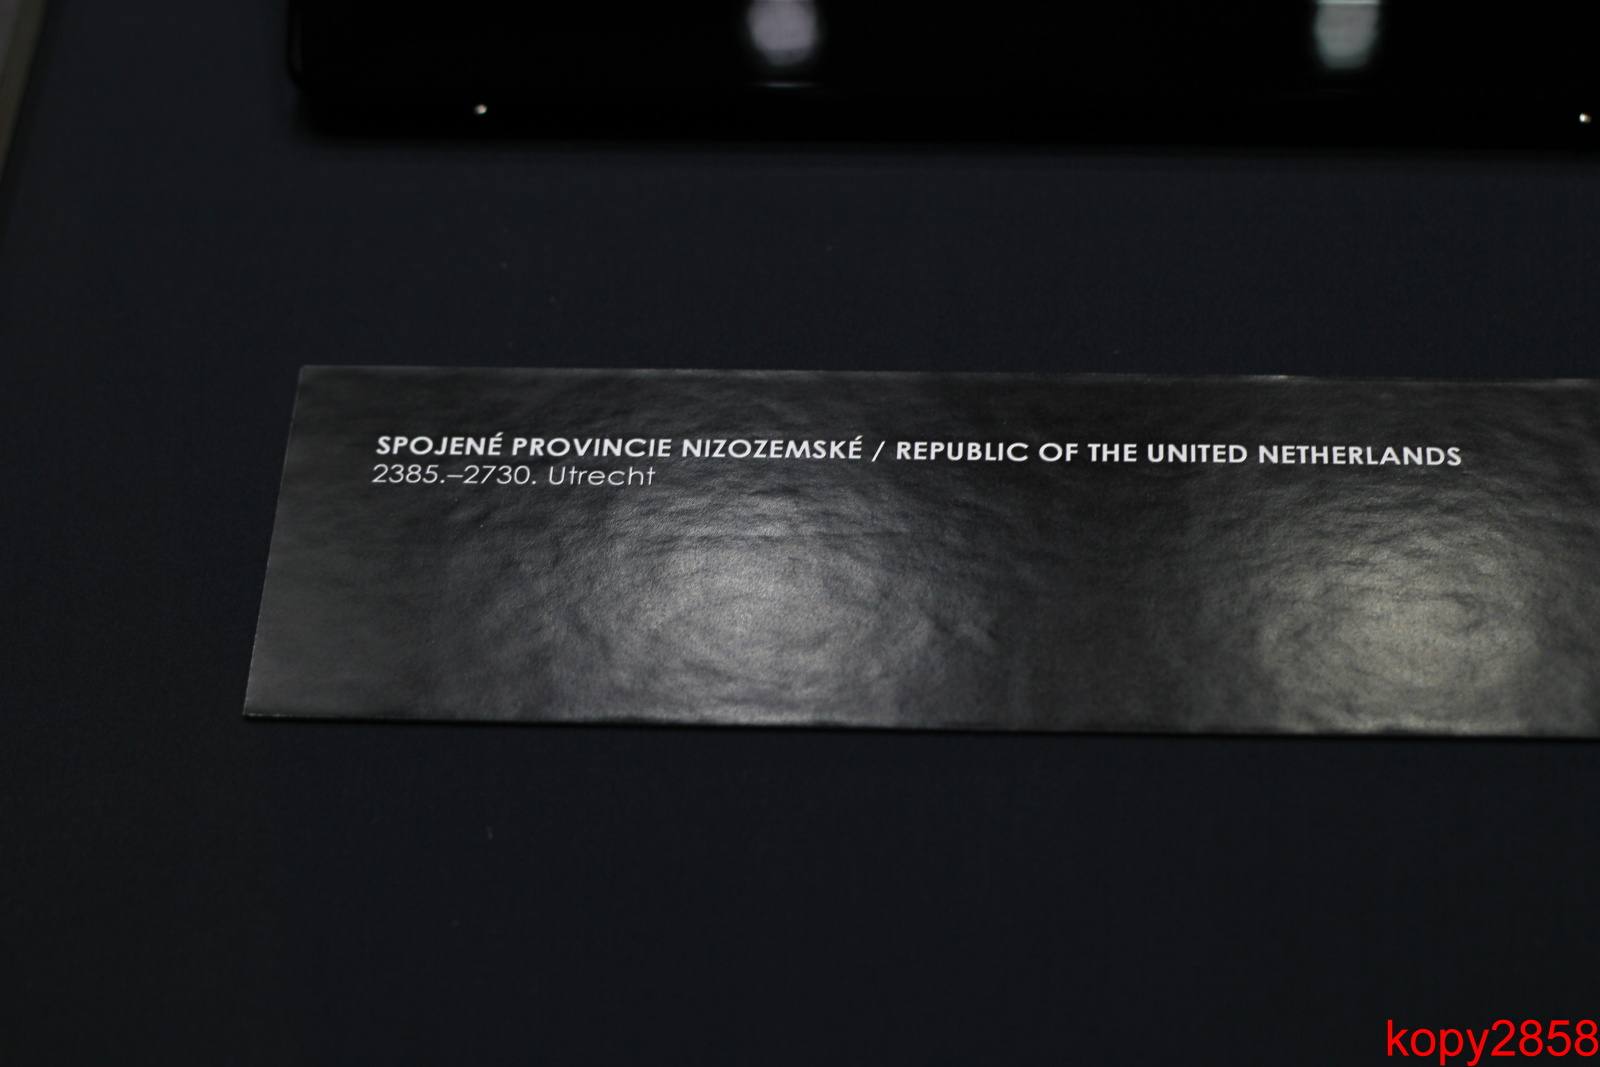 SPOJENÉ PROVINCIE NIZOZEMSKÉ / REPUBLIC OF THE UNITED NETHERLANDS
2385.–2730. Utrecht
kopy2858